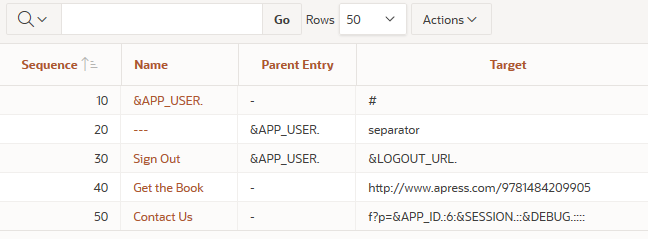 Go Rows 50 Actions
Sequence Name Parent Entry Target
10 &APP_USER. - #
20 --- &APP_USER. separator
30 Sign Out &APP_USER. &LOGOUT_URL.
40 Get the Book - http://www.apress.com/9781484209905
50 Contact Us - f?p=&APP_ID.:6:&SESSION.::&DEBUG.:::::